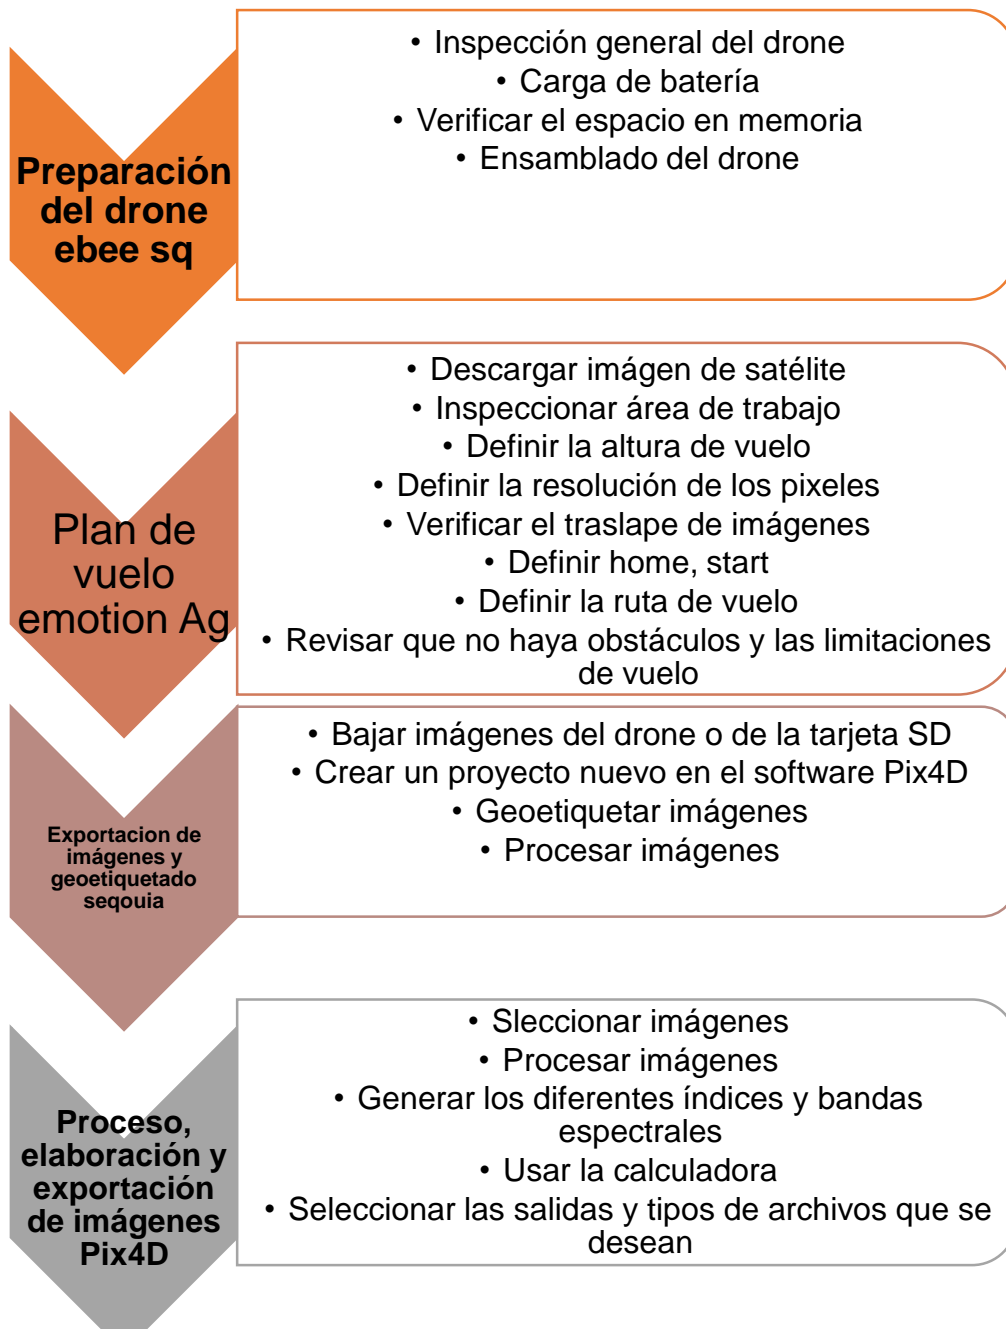 Preparación
del drone
ebee sq
• Inspección general del drone
• Carga de batería
• Verificar el espacio en memoria
• Ensamblado del drone
Plan de
vuelo
emotion Ag
• Descargar imágen de satélite
• Inspeccionar área de trabajo
• Definir la altura de vuelo
• Definir la resolución de los pixeles
• Verificar el traslape de imágenes
• Definir home, start
• Definir la ruta de vuelo
• Revisar que no haya obstáculos y las limitaciones
de vuelo
Exportacion de
imágenes y
geoetiquetado
seqouia
• Bajar imágenes del drone o de la tarjeta SD
• Crear un proyecto nuevo en el software Pix4D
• Geoetiquetar imágenes
• Procesar imágenes
Proceso,
elaboración y
exportación
de imágenes
Pix4D
• Sleccionar imágenes
• Procesar imágenes
• Generar los diferentes índices y bandas
espectrales
• Usar la calculadora
• Seleccionar las salidas y tipos de archivos que se
desean